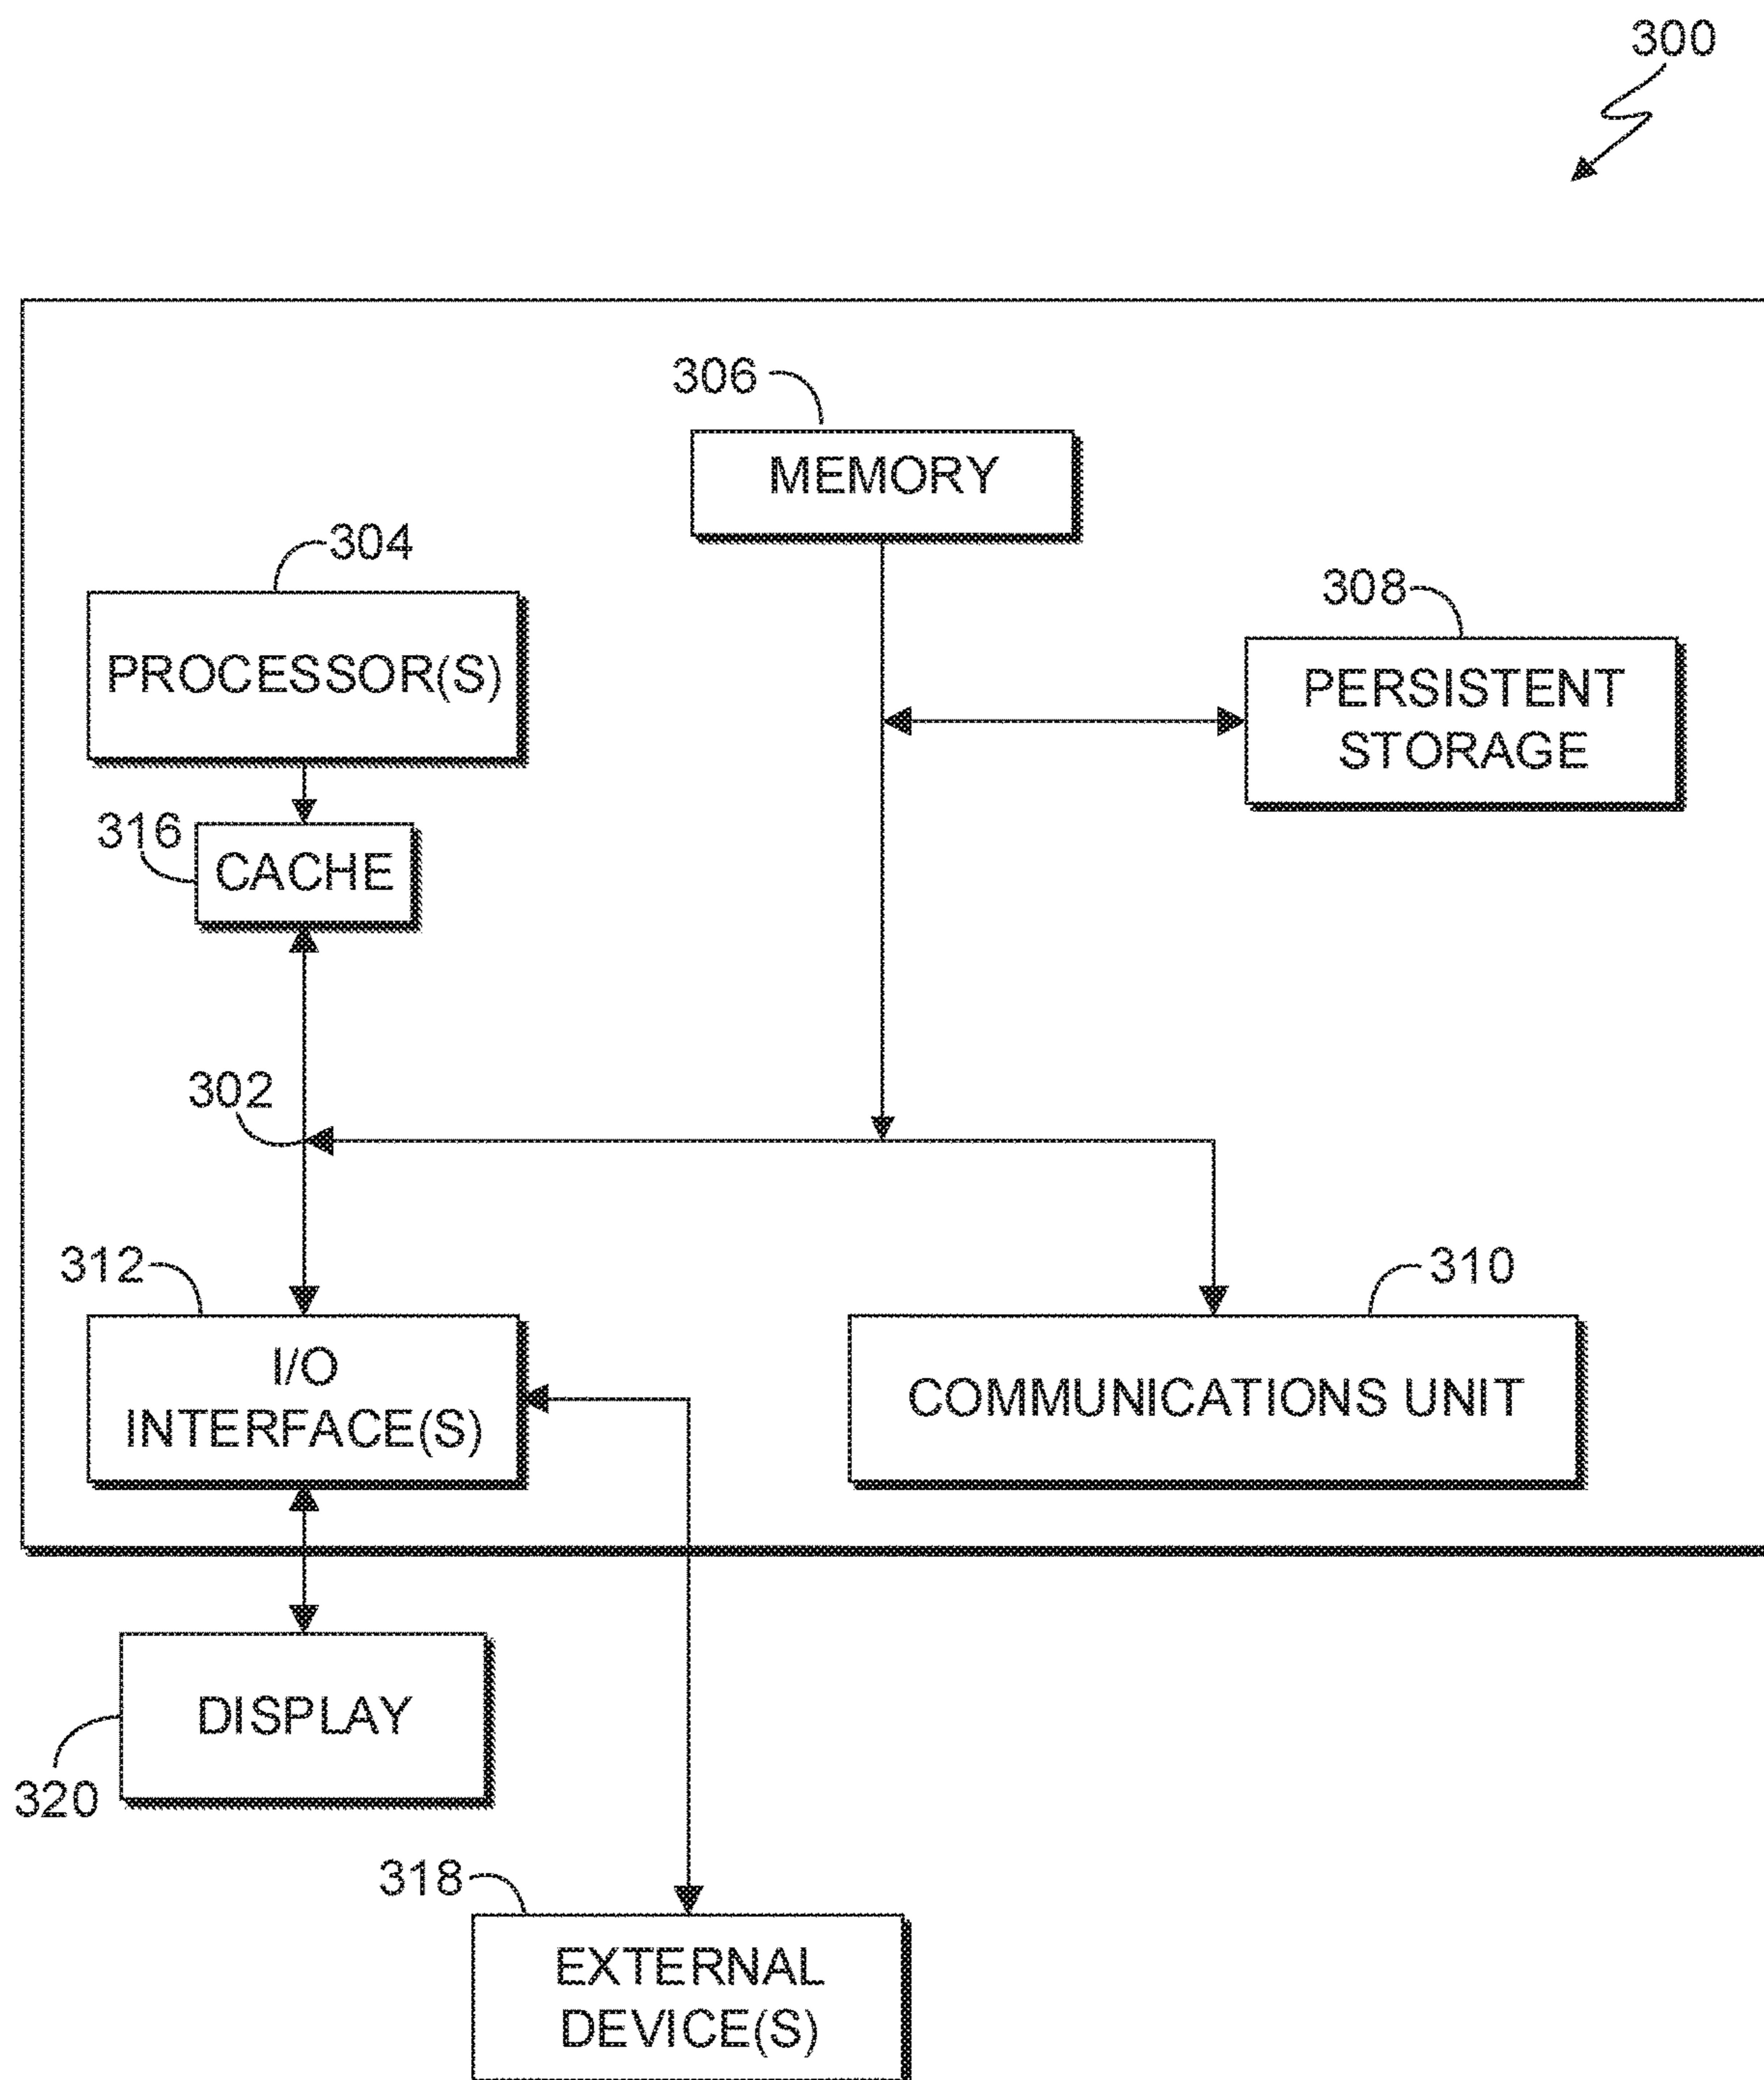 300
306
MEMORY
304
PROCESSOR(S)
308
PERSISTENT
STORAGE
316
CACHE
302
312
I/O
INTERFACE(S)
310
COMMUNICATIONS UNIT
DISPLAY
320
318
EXTERNAL
DEVICE(S)